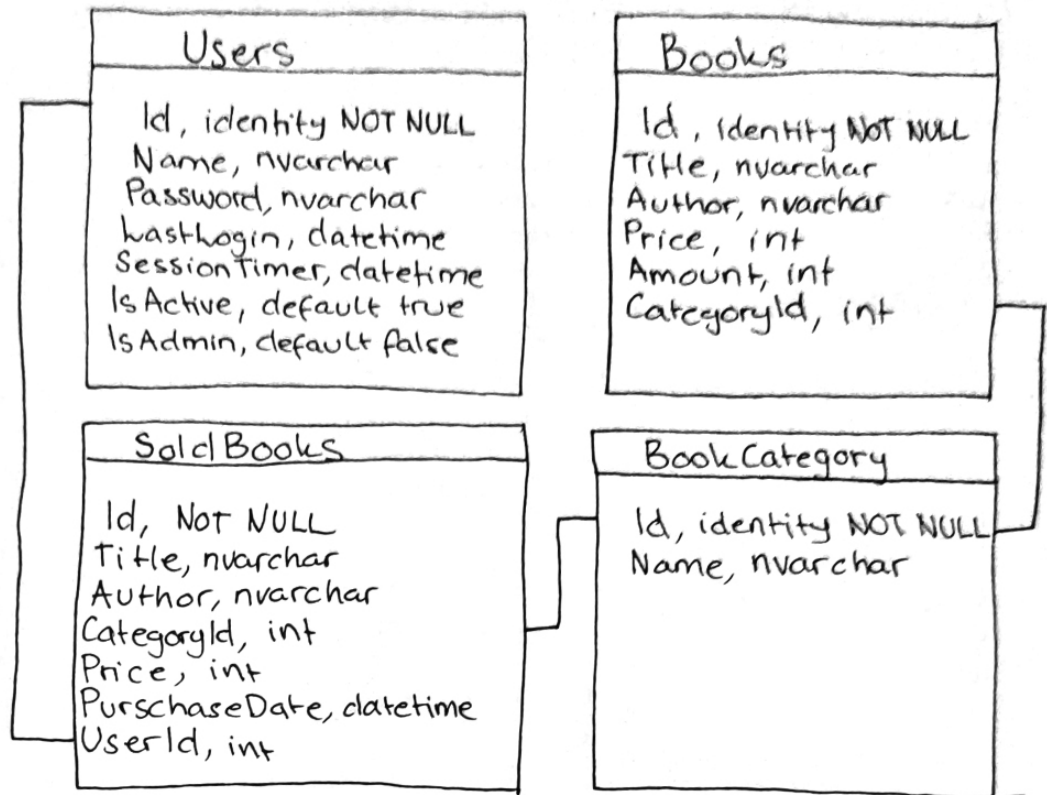 Users
Id, identity NOT NULL
Name, nvarchar
Password, nvarchar
LastLogin, datetime
SessionTimer, datetime
IsActive, default true
IsAdmin, default false
Books
Id, identity NOT NULL
Title, nvarchar
Author, nvarchar
Price, int
Amount, int
CategoryId, int
SoldBooks
Id, NOT NULL
Title, nvarchar
Author, nvarchar
CategoryId, int
Price, int
PurschaseDate, datetime
UserId, int
BookCategory
Id, identity NOT NULL
Name, nvarchar